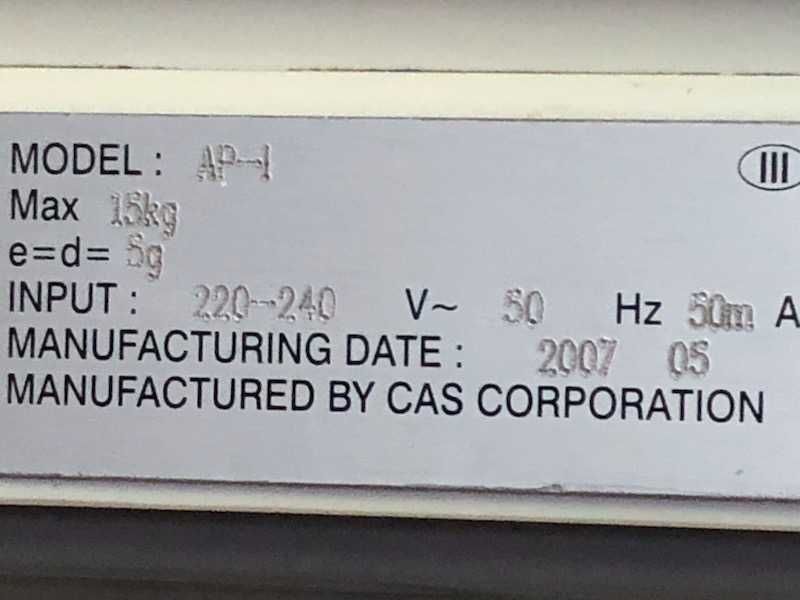 MODEL : AP-1 III
Max 15kg
e=d= 5g
INPUT : 220~240 V~ 50 Hz 50m A
MANUFACTURING DATE : 2007 05
MANUFACTURED BY CAS CORPORATION